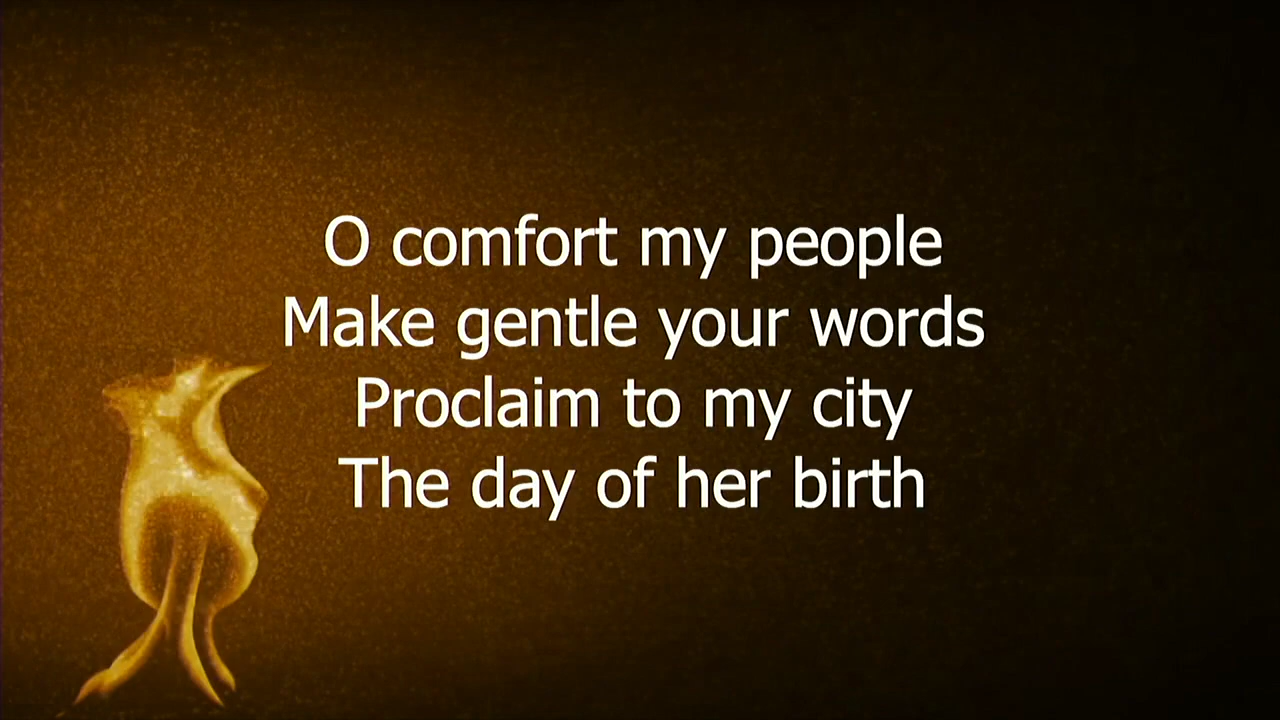 O comfort my people
Make gentle your words
Proclaim to my city
The day of her birth